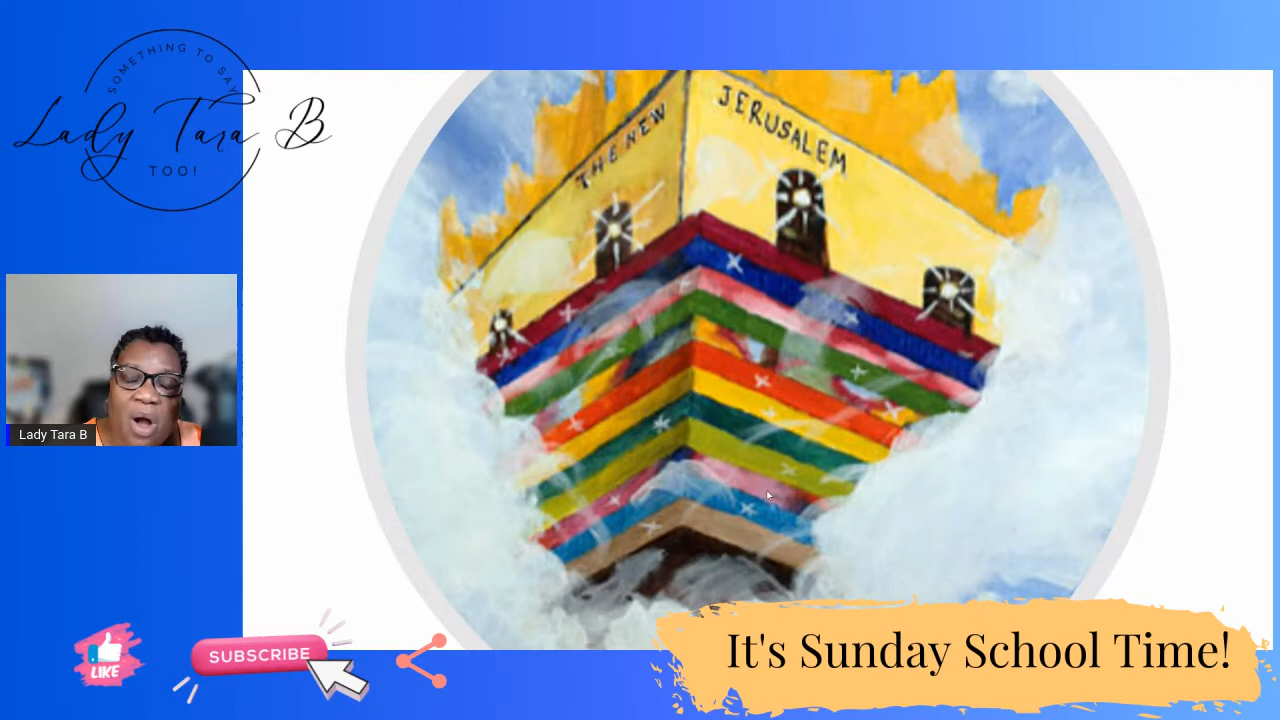 SOMETHING TO SAY
Lady Tara B
TOO!
THE NEW
JERUSALEM
Lady Tara B
LIKE
SUBSCRIBE
It's Sunday School Time!